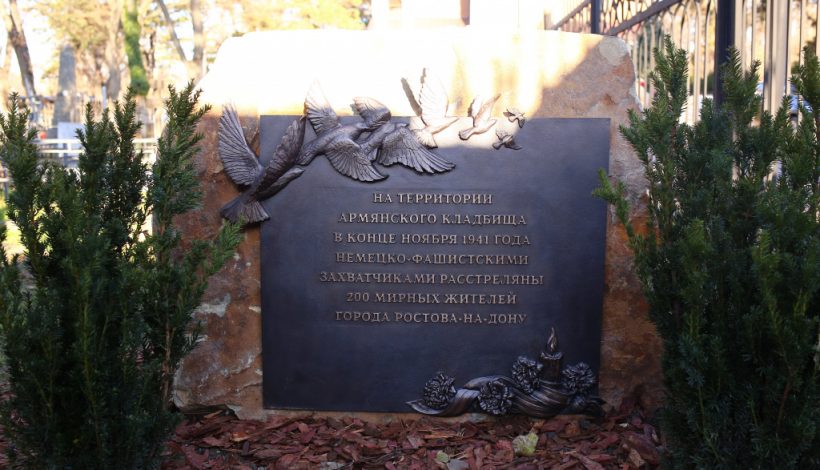 НА ТЕРРИТОРИИ
АРМЯНСКОГО КЛАДБИЩА
В КОНЦЕ НОЯБРЯ 1941 ГОДА
НЕМЕЦКО-ФАШИСТСКИМИ
ЗАХВАТЧИКАМИ РАССТРЕЛЯНЫ
200 МИРНЫХ ЖИТЕЛЕЙ
ГОРОДА РОСТОВА-НА-ДОНУ